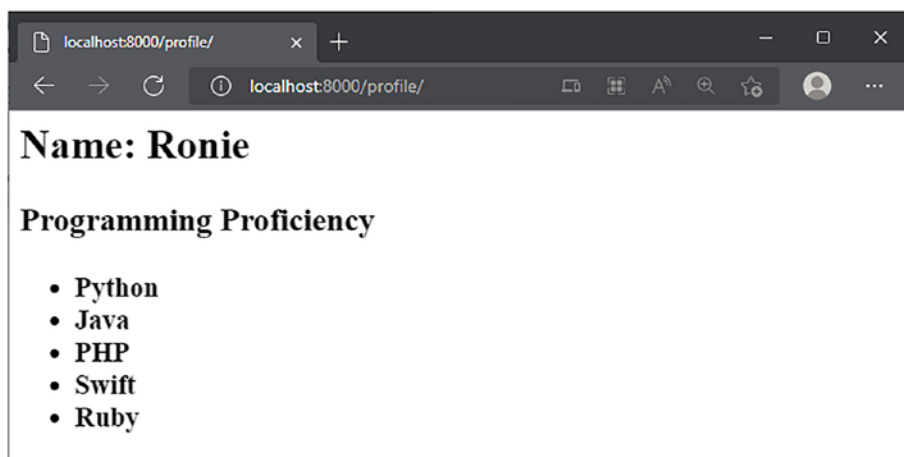 localhost:8000/profile/
localhost:8000/profile/
Name: Ronie
Programming Proficiency
Python
Java
PHP
Swift
Ruby